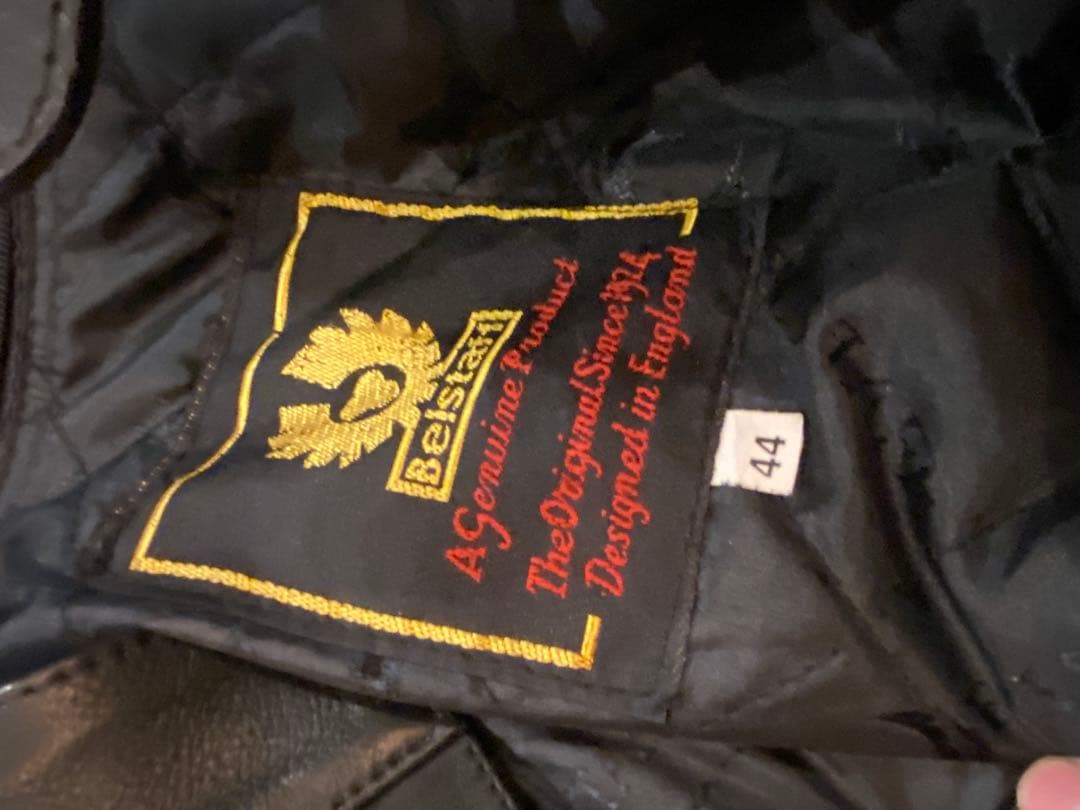 Belstaff
A Genuine Product
The Original Since 1924
Designed in England
44